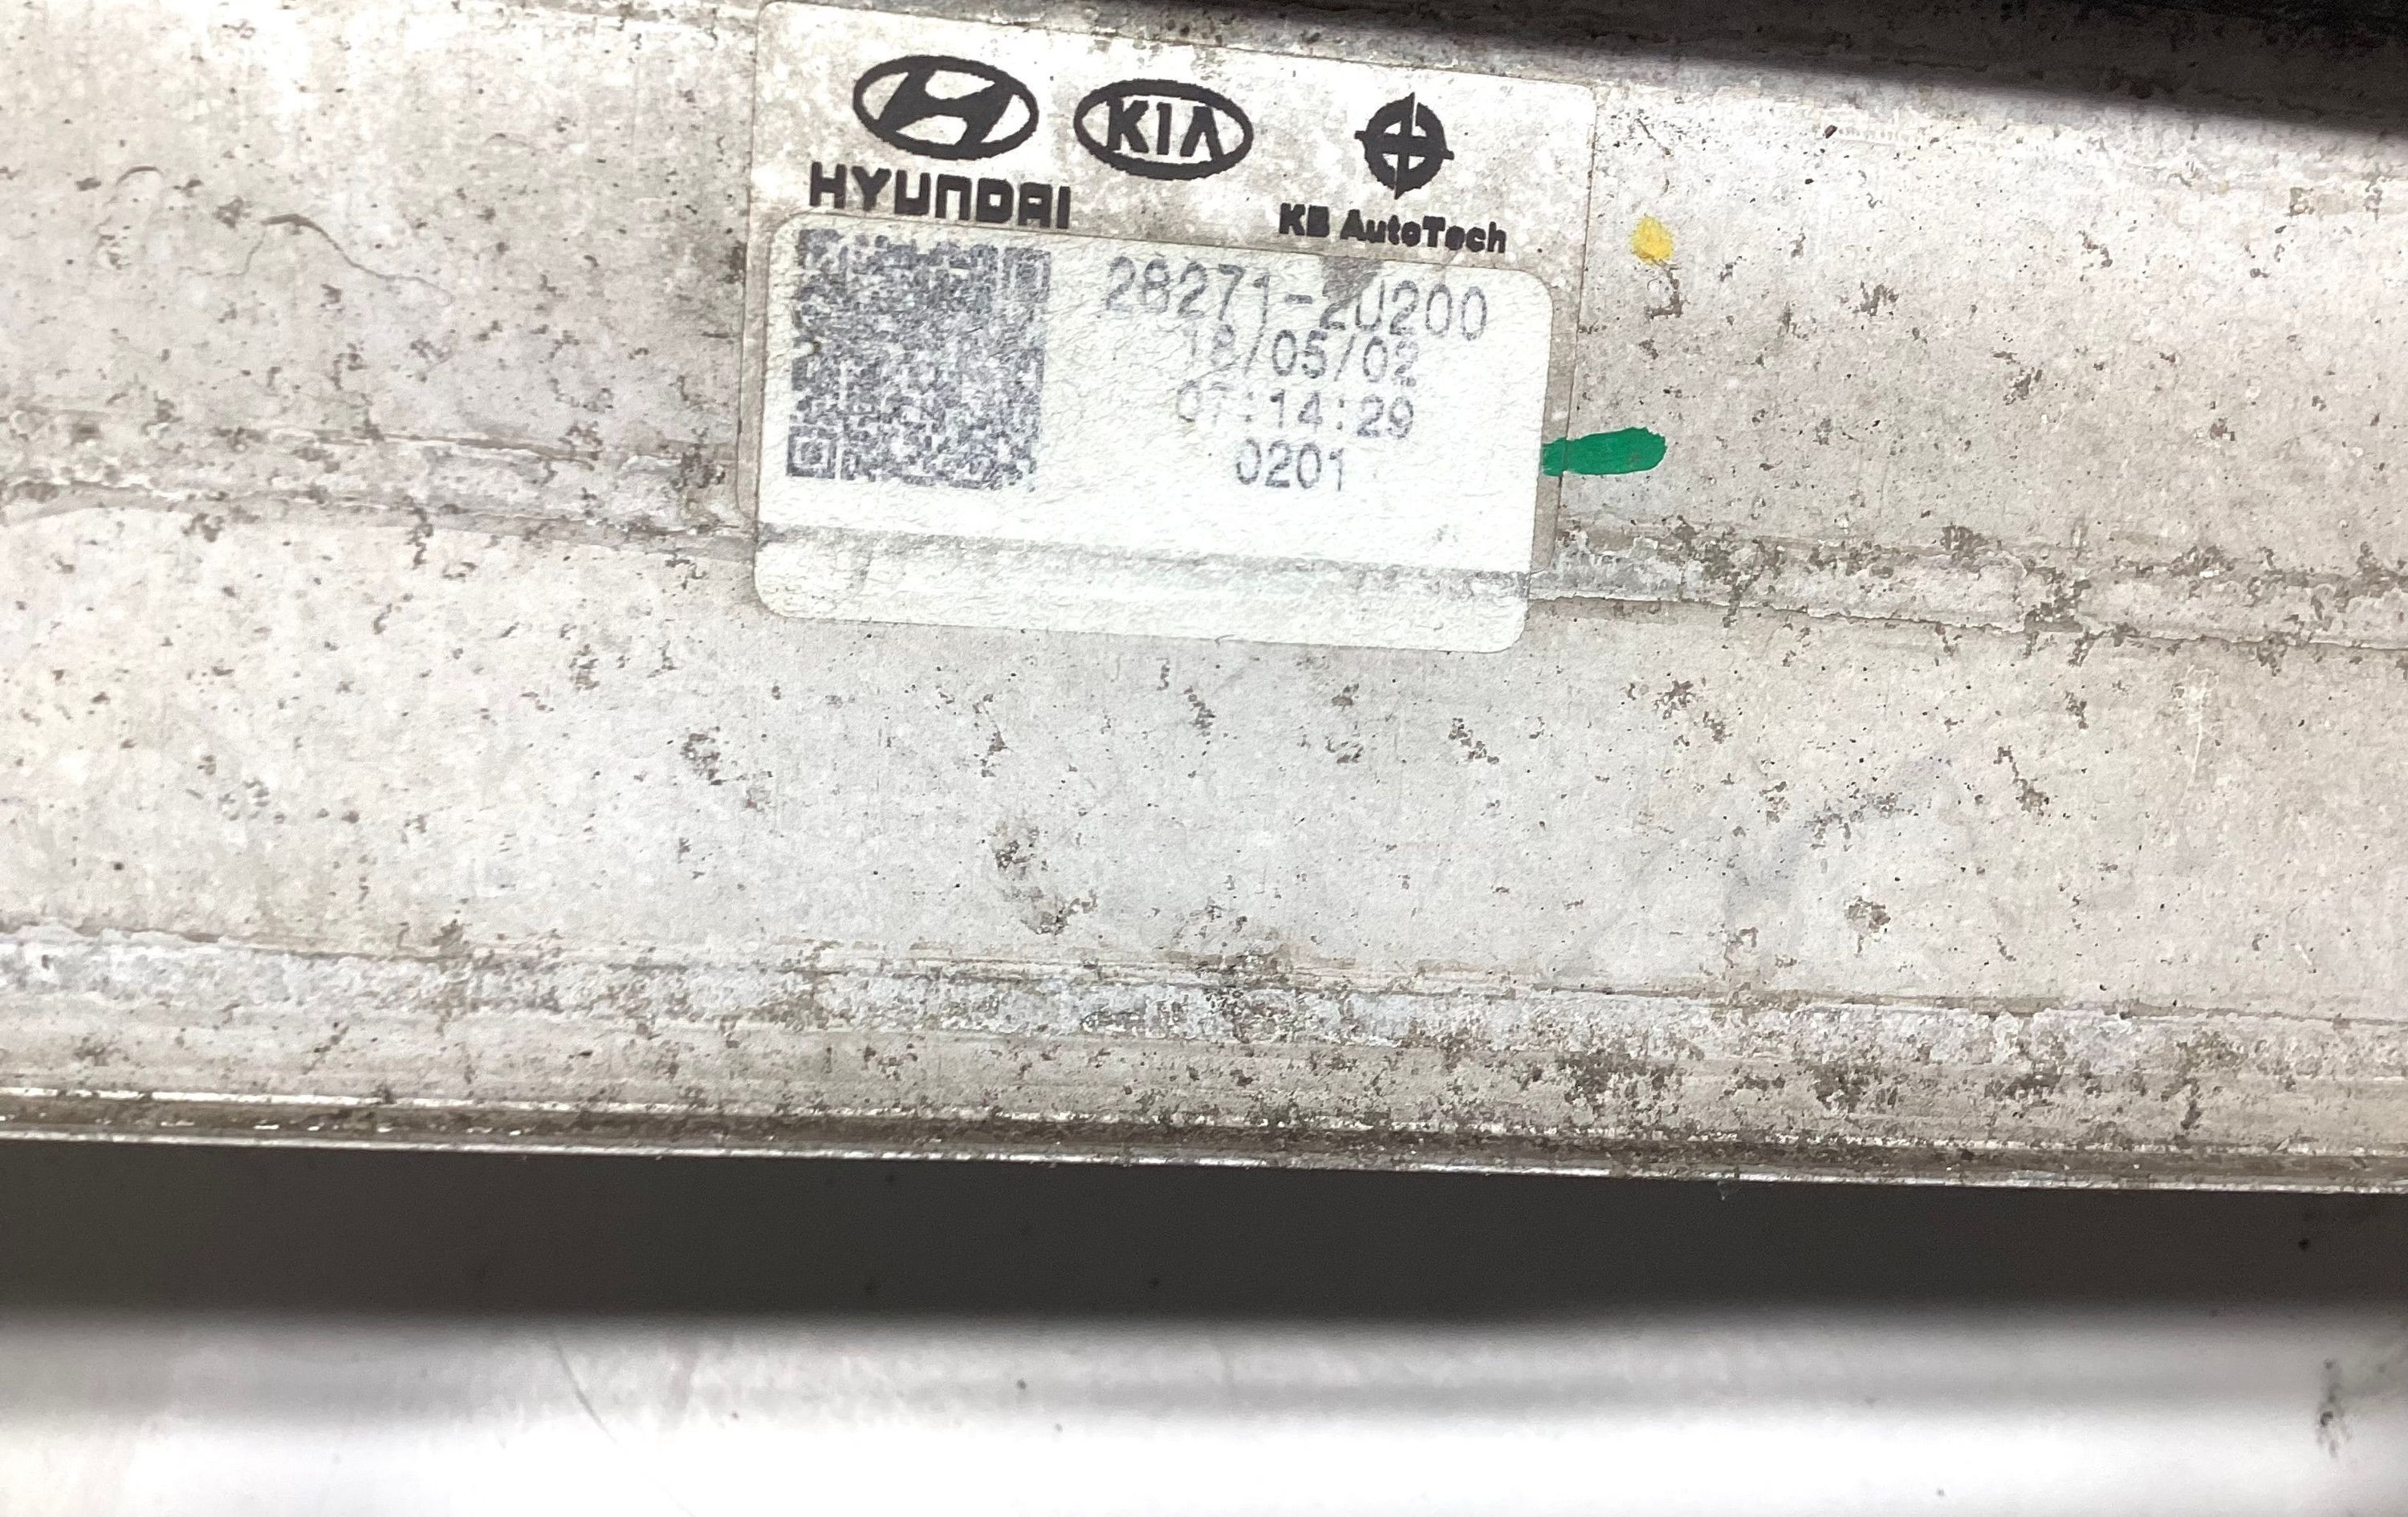 HYUNDAI
KIA
KB AutoTech
28271-2U200
18/05/02
07:14:29
0201